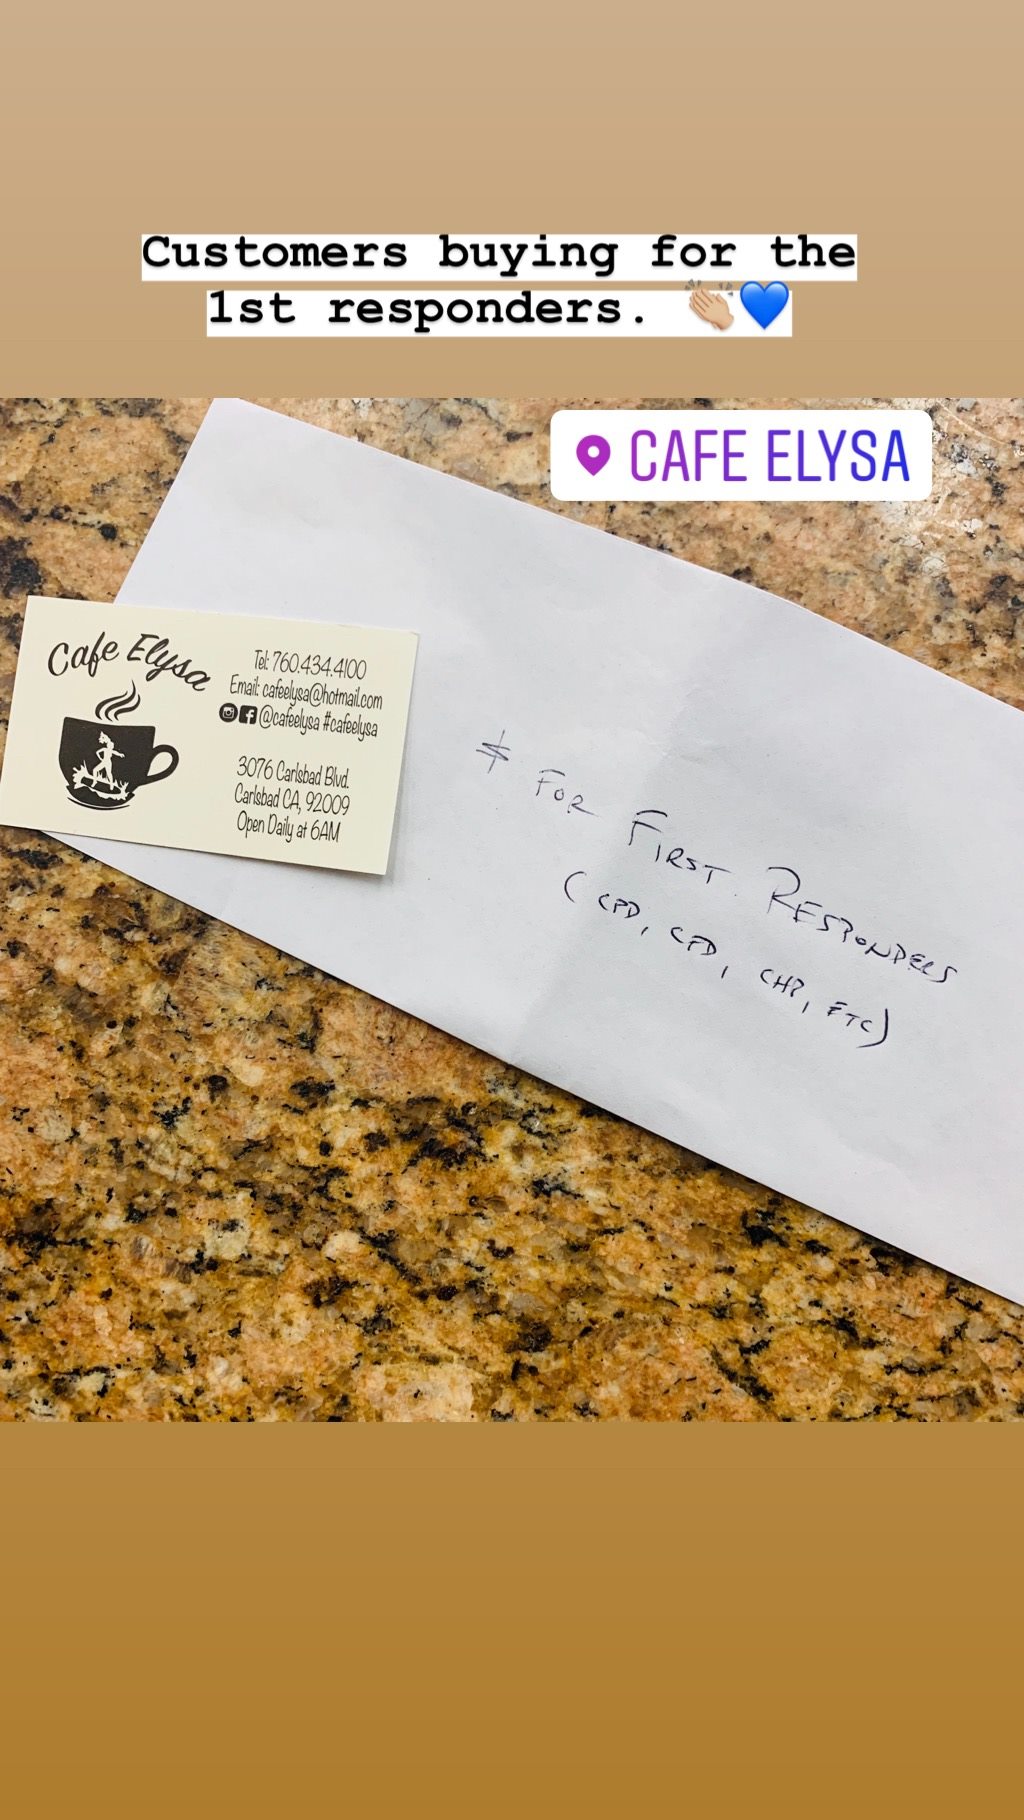 Customers buying for the
1st responders. 👏🏼💙
CAFE ELYSA
Cafe Elysa
Tel: 760.434.4100
Email: cafeelysa@hotmail.com
@cafeelysa #cafeelysa
3076 Carlsbad Blvd.
Carlsbad CA, 92009
Open Daily at 6AM
* FOR FIRST RESPONDERS
(CPD, CFD, CHP, ETC)